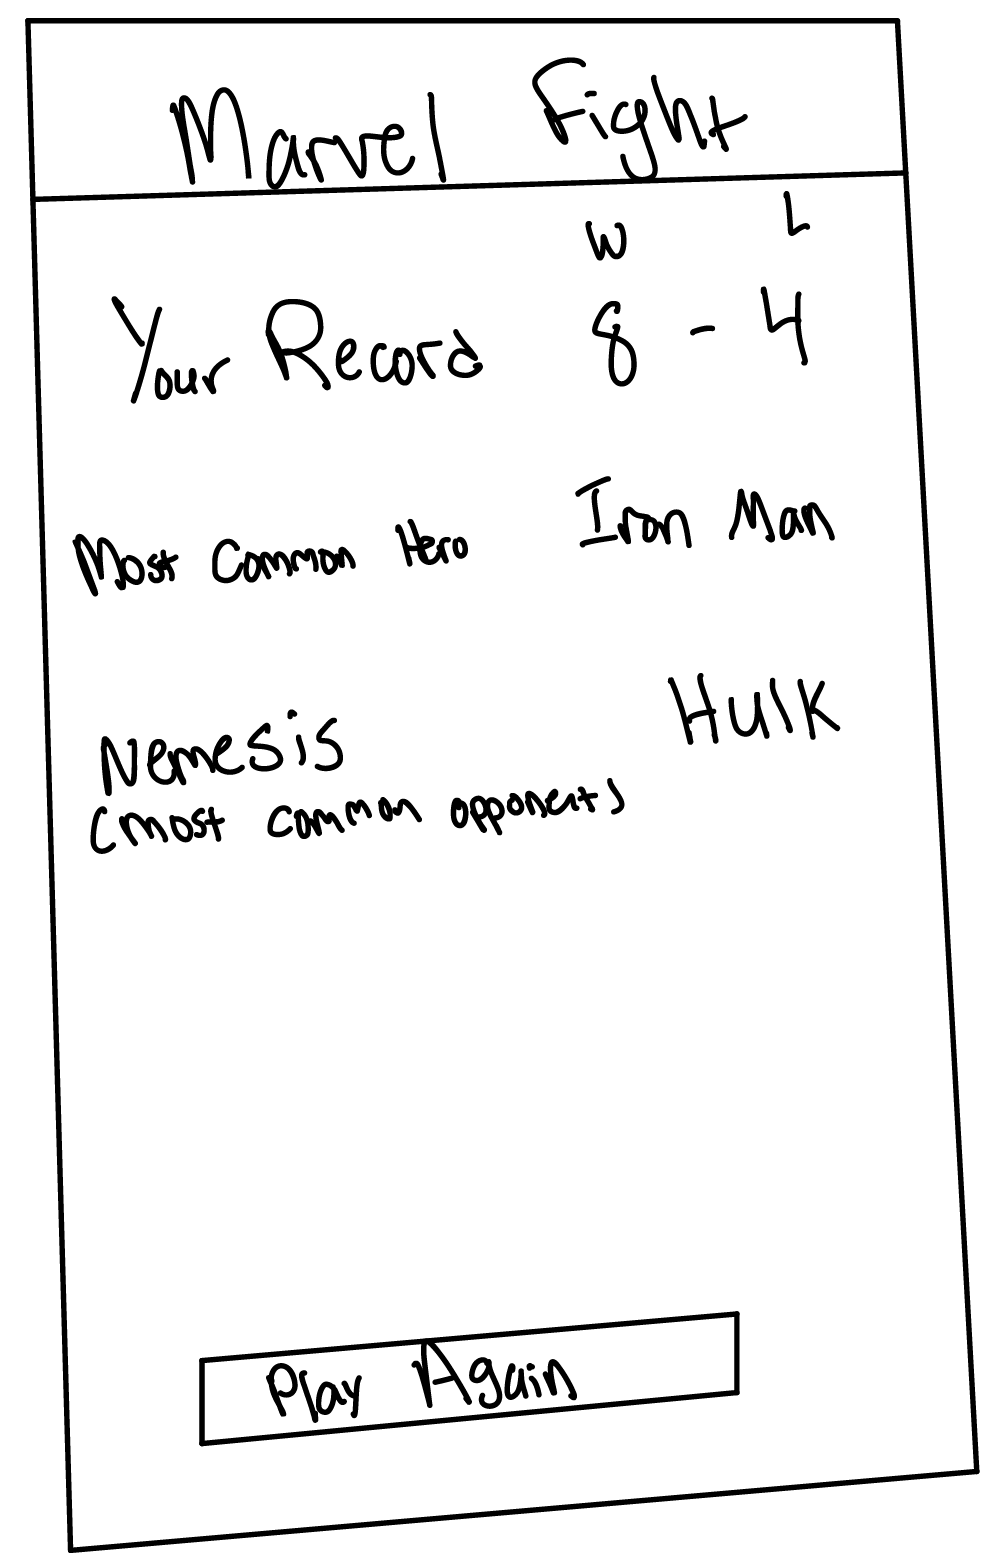 Marvel Fight
W L
Your Record 8 - 4
Most Common Hero Iron Man
Nemesis Hulk
(most common opponent)
Play Again